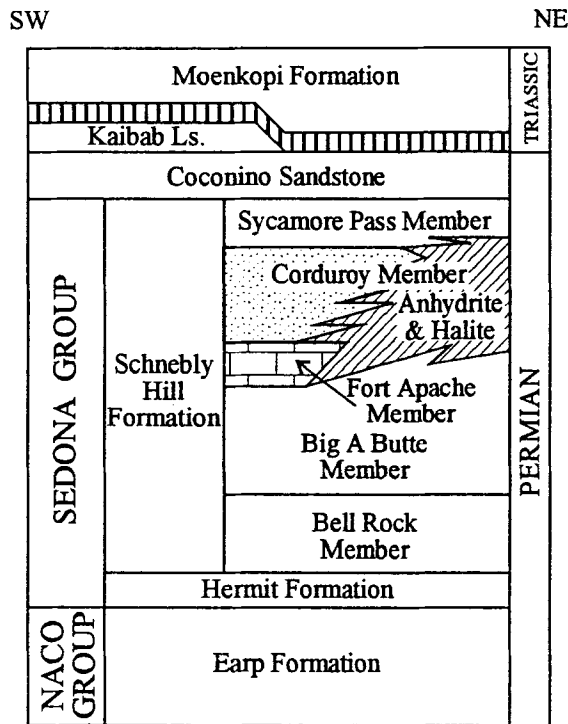 SW
NE
Moenkopi Formation
TRIASSIC
Kaibab Ls.
Coconino Sandstone
SEDONA GROUP
Schnebly
Hill
Formation
Sycamore Pass Member
Corduroy Member
Anhydrite
& Halite
Fort Apache
Member
Big A Butte
Member
Bell Rock
Member
PERMIAN
Hermit Formation
NACO
GROUP
Earp Formation